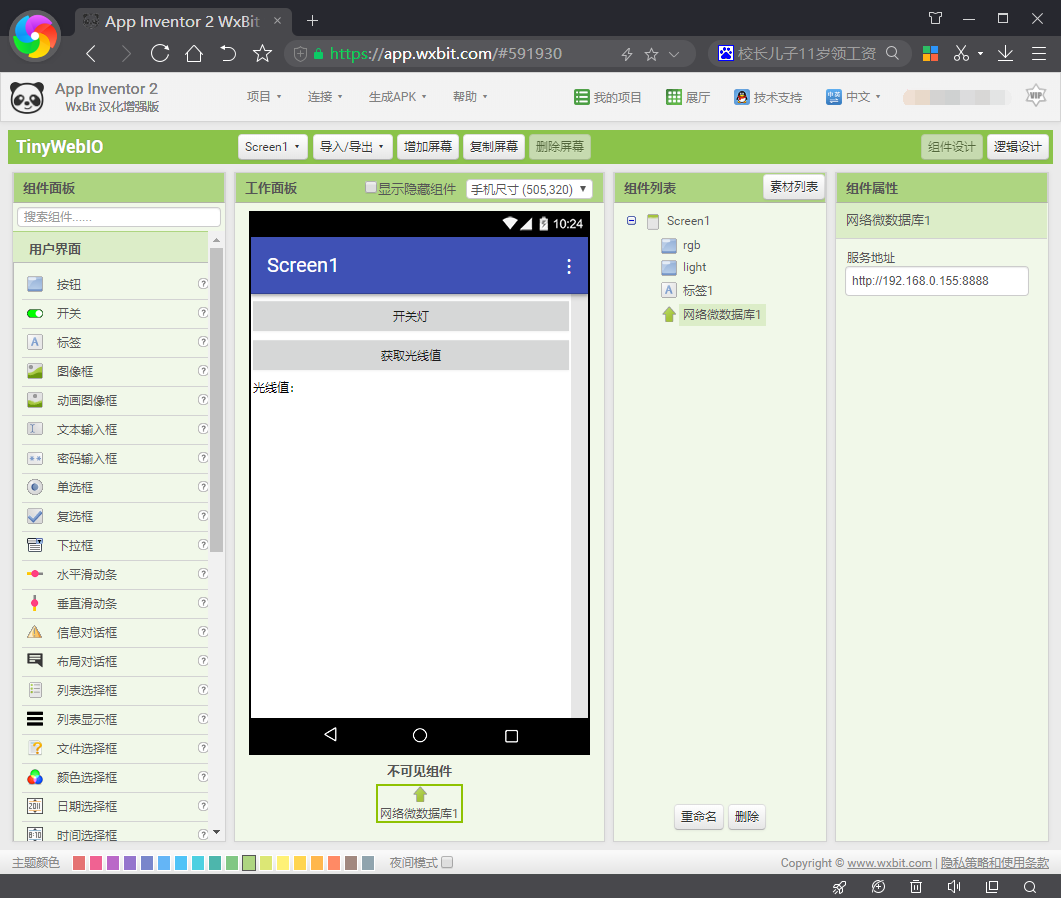 App Inventor 2 WxBit
https://app.wxbit.com/#591930
校长儿子11岁领工资
App Inventor 2
WxBit 汉化增强版
项目 连接 生成APK 帮助 我的项目 展厅 技术支持 中文 VIP
TinyWebIO
Screen1 导入/导出 增加屏幕 复制屏幕 删除屏幕 组件设计 逻辑设计
组件面板
搜索组件......
用户界面
按钮
开关
标签
图像框
动画图像框
文本输入框
密码输入框
单选框
复选框
下拉框
水平滑动条
垂直滑动条
信息对话框
布局对话框
列表选择框
列表显示框
文件选择框
颜色选择框
日期选择框
时间选择框
工作面板
显示隐藏组件 手机尺寸 (505,320)
10:24
Screen1
开关灯
获取光线值
光线值:
不可见组件
网络微数据库1
组件列表 素材列表
Screen1
rgb
light
标签1
网络微数据库1
重命名 删除
组件属性
网络微数据库1
服务地址
http://192.168.0.155:8888
主题颜色 夜间模式 Copyright © www.wxbit.com | 隐私策略和使用条款